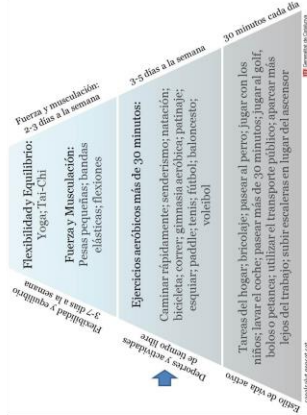 Fuerza y musculación:
2-3 días a la semana
Flexibilidad y equilibrio
3-7 días a la semana
Flexibilidad y Equilibrio:
Yoga; Tai-Chi
Fuerza y Musculación:
Pesas pequeñas; bandas
elásticas; flexiones
3-5 días a la semana
Deportes y actividades
de tiempo libre
Ejercicios aeróbicos más de 30 minutos:
Caminar rápidamente; senderismo; natación;
bicicleta; correr; gimnasia aeróbica; patinaje;
esquiar; paddle; tenis; fútbol; baloncesto;
voleibol
30 minutos cada día
Estilo de vida activo
Tareas del hogar; bricolaje; pasear al perro; jugar con los
niños; lavar el coche; pasear más de 30 minutos; jugar al golf,
bolos o petanca; utilizar el transporte público; aparcar más
lejos del trabajo; subir escaleras en lugar del ascensor
Generalitat de Catalunya